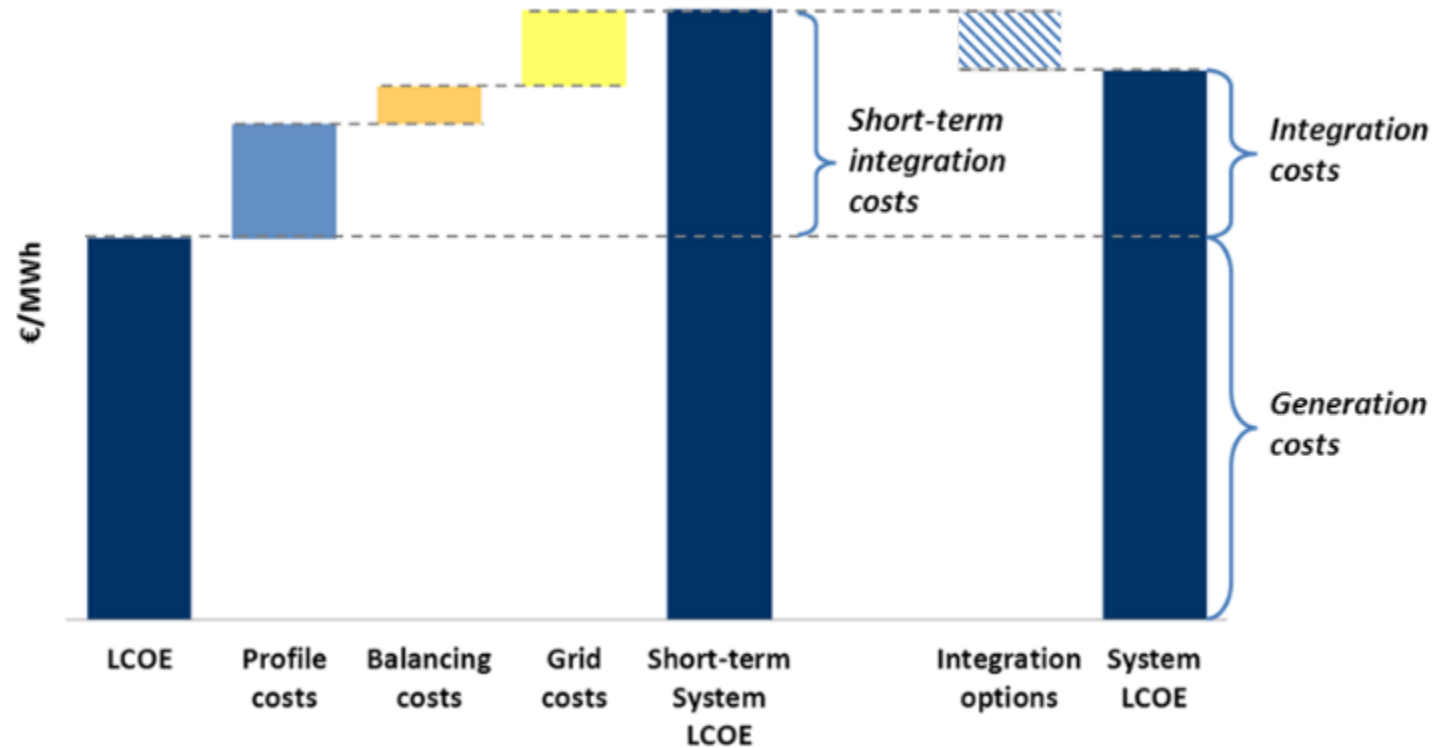 €/MWh
Short-term
integration
costs
Integration
costs
Generation
costs
LCOE
Profile
costs
Balancing
costs
Grid
costs
Short-term
System
LCOE
Integration
options
System
LCOE